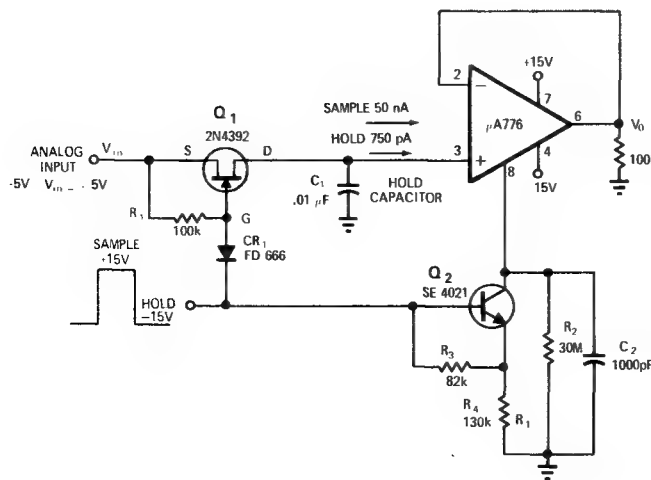 +15V
2
−
7
Q1
2N4392
SAMPLE 50 nA
μA776
6
V0
ANALOG
INPUT
Vin
S
D
HOLD 750 pA
3
+
4
100
-5V Vin - . 5V
8
15V
C1
.01 μF
HOLD
CAPACITOR
R1
100k
G
SAMPLE
+15V
CR1
FD 666
Q2
SE 4021
HOLD
−15V
R2
30M
C2
1000pF
R3
82k
R4
130k
R1